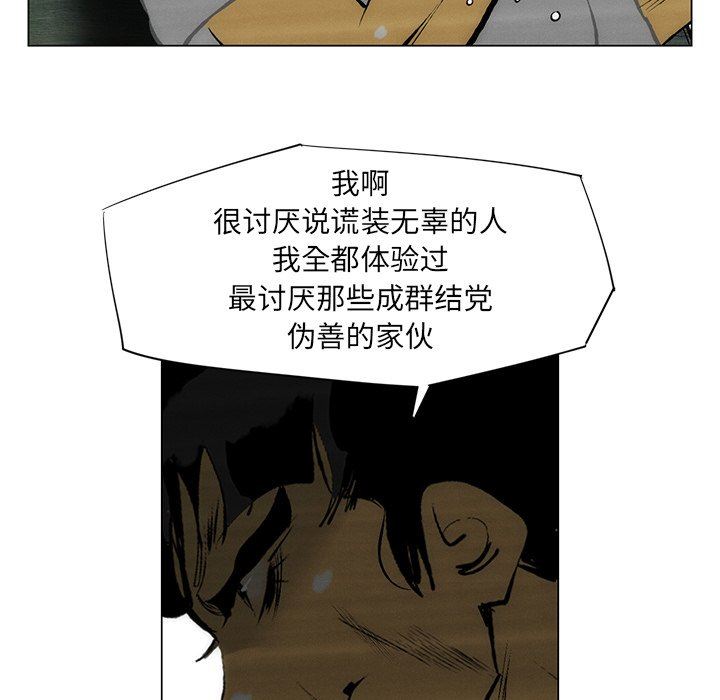 我啊
很讨厌说谎装无辜的人
我全都体验过
最讨厌那些成群结党
伪善的家伙